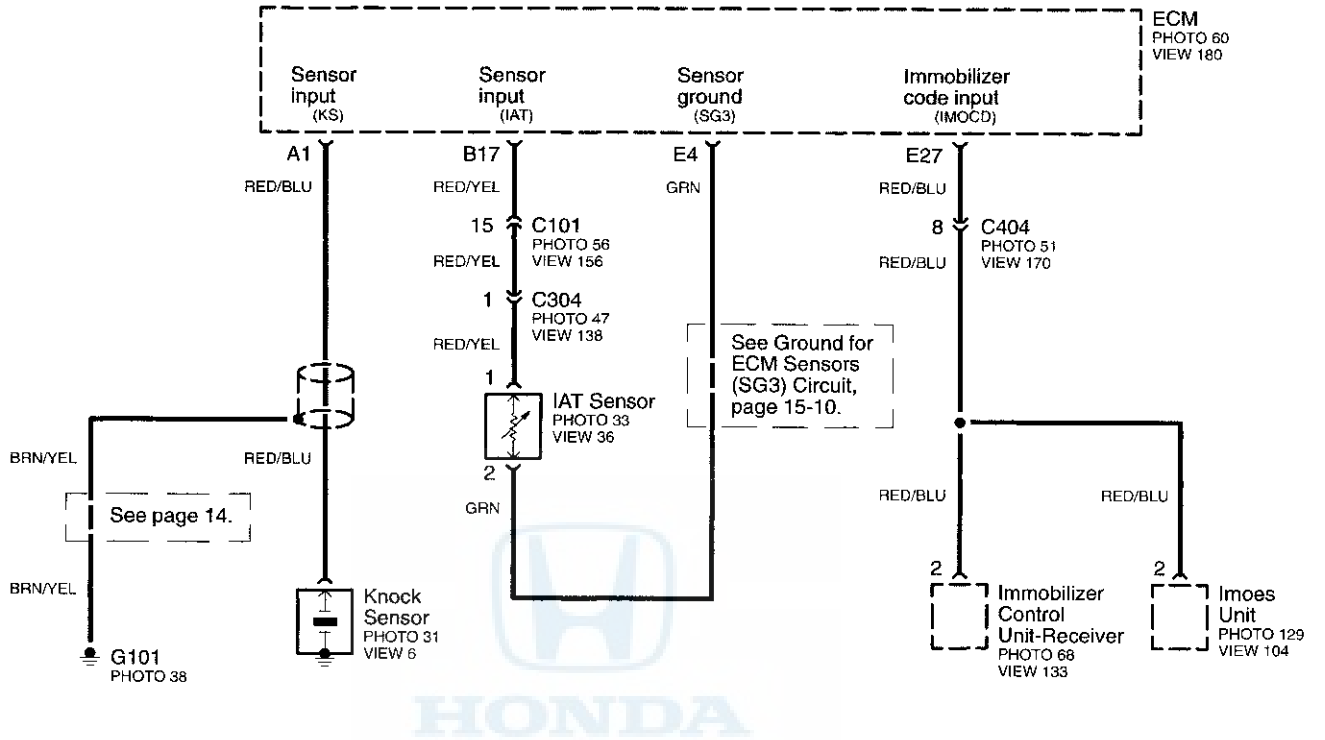 ECM
PHOTO 60
VIEW 180
Sensor
input
(KS)
Sensor
input
(IAT)
Sensor
ground
(SG3)
Immobilizer
code input
(IMOCD)
A1
B17
E4
E27
RED/BLU
RED/YEL
GRN
RED/BLU
15
C101
PHOTO 56
VIEW 156
8
C404
PHOTO 51
VIEW 170
RED/YEL
RED/BLU
1
C304
PHOTO 47
VIEW 138
RED/YEL
See Ground for
ECM Sensors
(SG3) Circuit,
page 15-10.
1
IAT Sensor
PHOTO 33
VIEW 36
2
BRN/YEL
RED/BLU
GRN
RED/BLU
RED/BLU
See page 14.
BRN/YEL
2
2
Knock
Sensor
PHOTO 31
VIEW 6
Immobilizer
Control
Unit-Receiver
PHOTO 68
VIEW 133
Imoes
Unit
PHOTO 129
VIEW 104
G101
PHOTO 38
HONDA